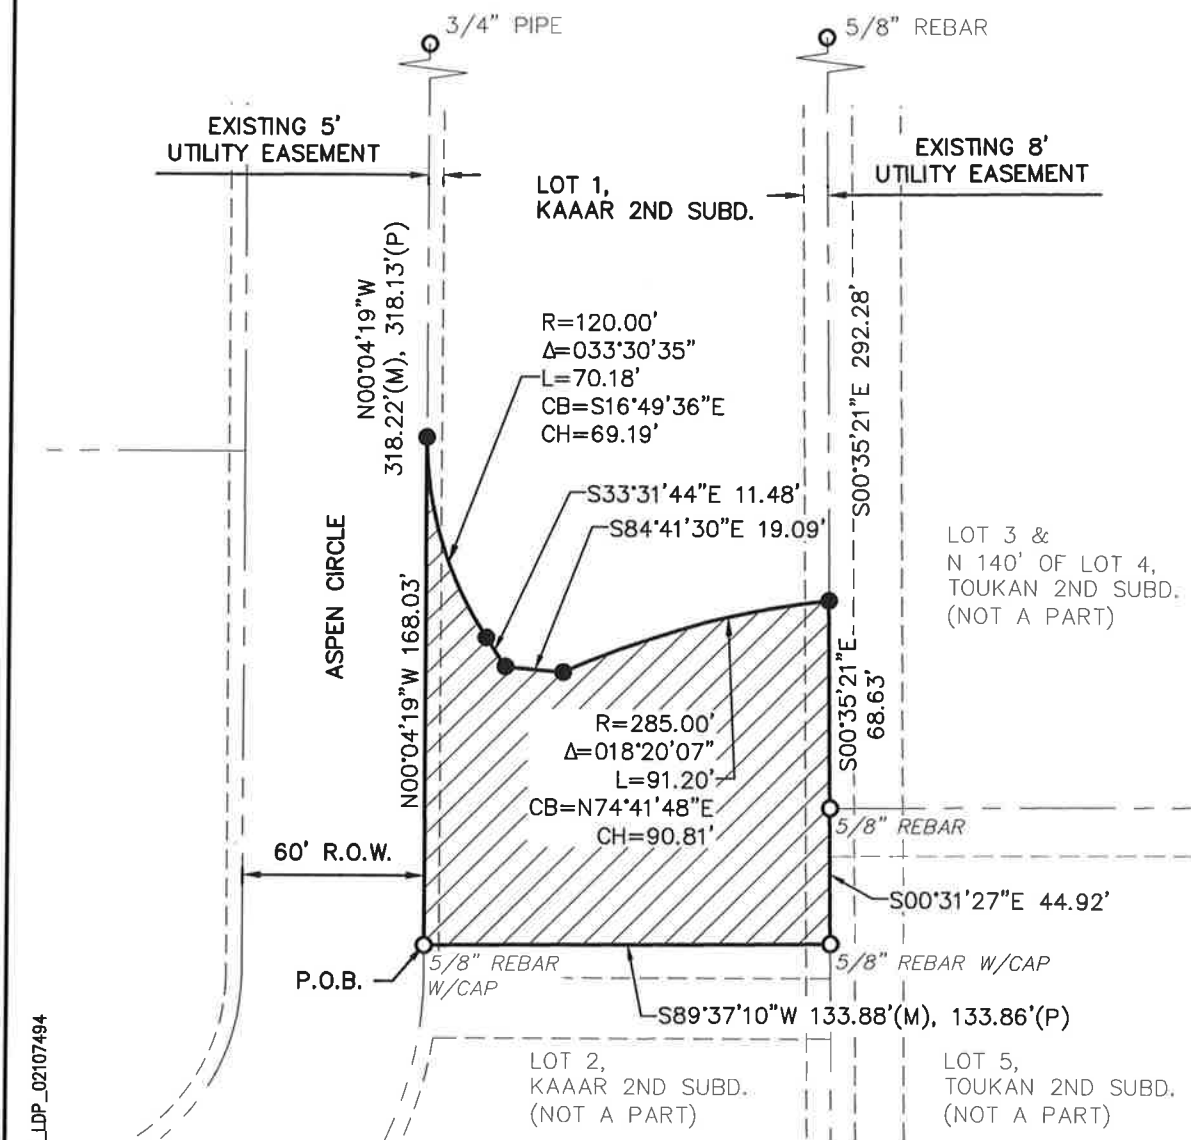 3/4" PIPE
5/8" REBAR
EXISTING 5'
UTILITY EASEMENT
EXISTING 8'
UTILITY EASEMENT
LOT 1,
KAAAR 2ND SUBD.
N00°04'19"W
318.22'(M), 318.13'(P)
R=120.00'
Δ=033°30'35"
L=70.18'
CB=S16°49'36"E
CH=69.19'
S00°35'21"E 292.28'
S33°31'44"E 11.48'
S84°41'30"E 19.09'
ASPEN CIRCLE
N00°04'19"W 168.03'
LOT 3 &
N 140' OF LOT 4,
TOUKAN 2ND SUBD.
(NOT A PART)
S00°35'21"E
68.63'
R=285.00'
Δ=018°20'07"
L=91.20'
CB=N74°41'48"E
CH=90.81'
5/8" REBAR
60' R.O.W.
S00°31'27"E 44.92'
P.O.B.
5/8" REBAR
W/CAP
5/8" REBAR W/CAP
S89°37'10"W 133.88'(M), 133.86'(P)
LOT 2,
KAAAR 2ND SUBD.
(NOT A PART)
LOT 5,
TOUKAN 2ND SUBD.
(NOT A PART)
_LDP_02107494